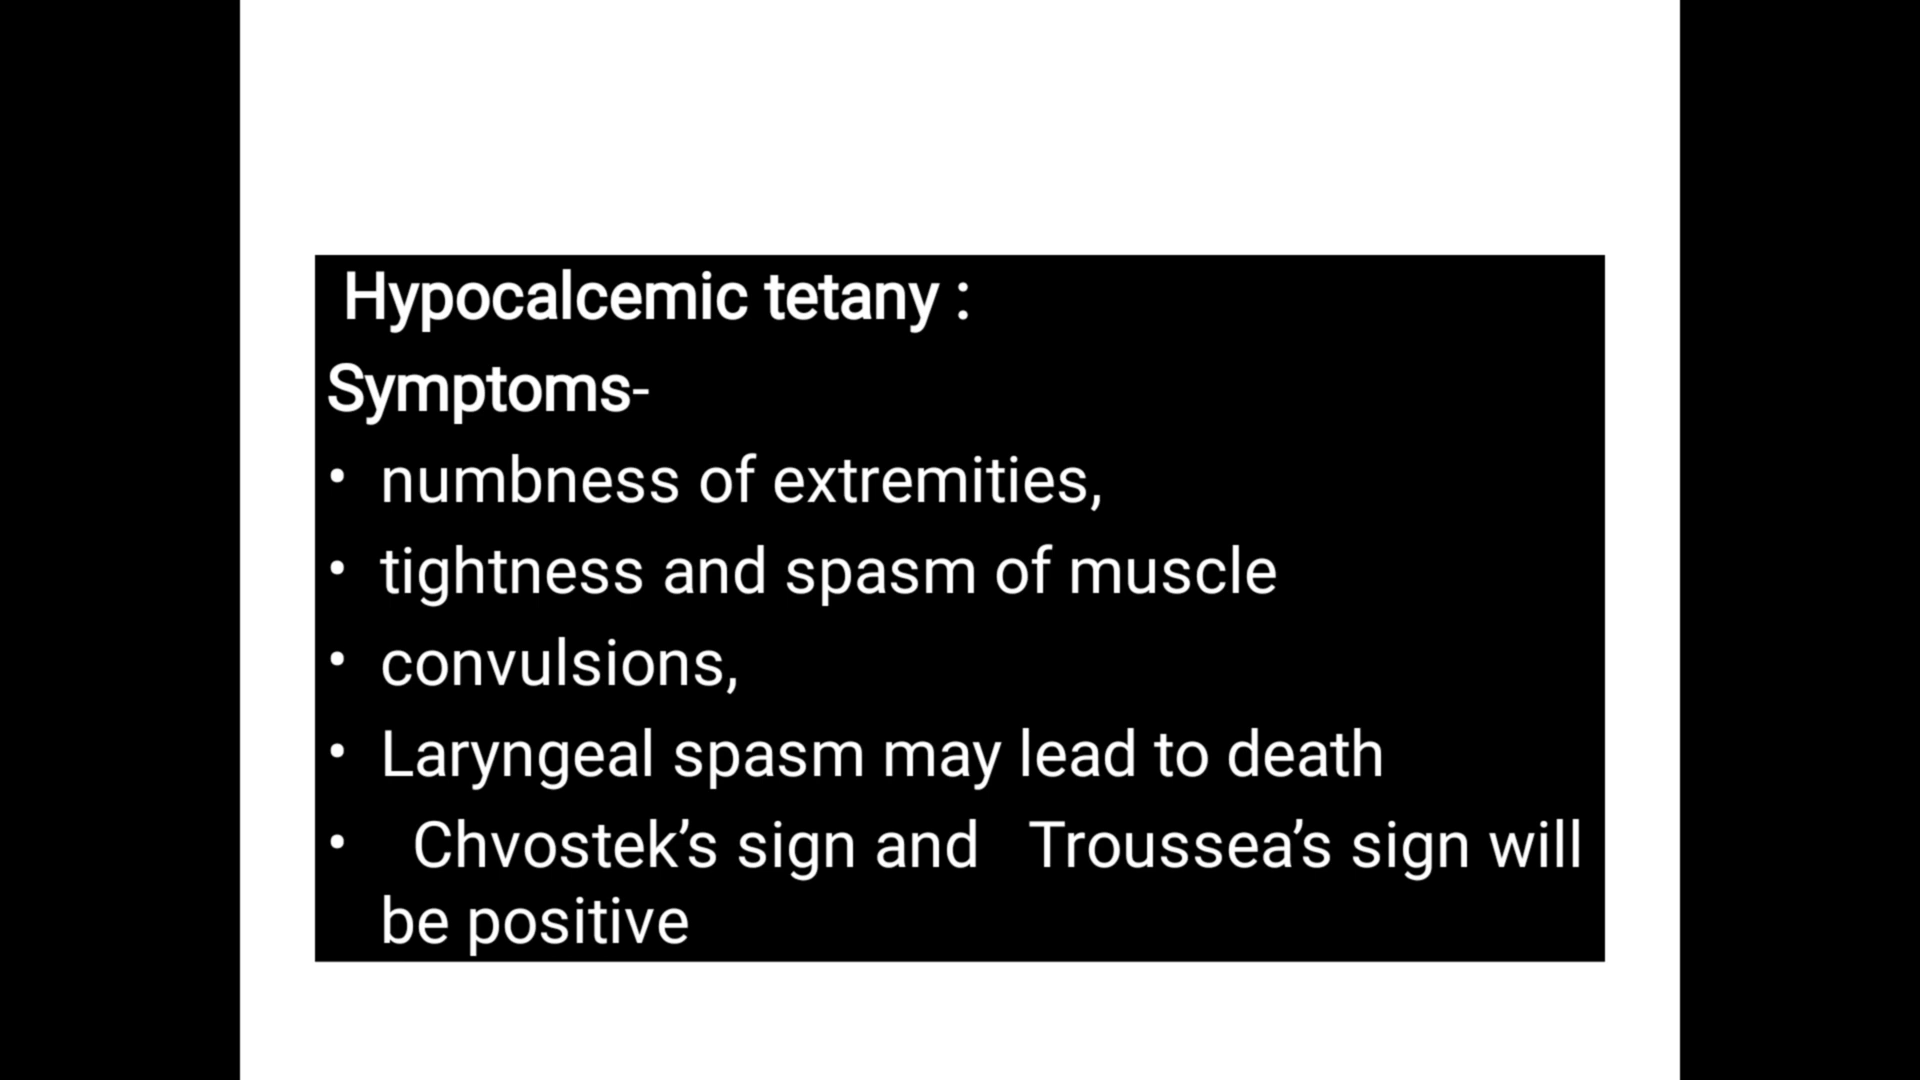 Hypocalcemic tetany :
Symptoms-
• numbness of extremities,
• tightness and spasm of muscle
• convulsions,
• Laryngeal spasm may lead to death
• Chvostek’s sign and Troussea’s sign will
be positive